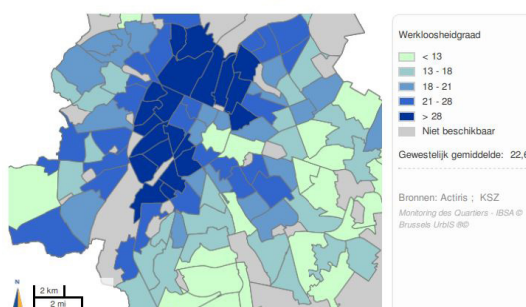 Werkloosheidgraad
< 13
13 - 18
18 - 21
21 - 28
> 28
Niet beschikbaar
Gewestelijk gemiddelde: 22,6
Bronnen: Actiris ; KSZ
Monitoring des Quartiers - IBSA ©
Brussels UrbIS ®©
N
2 km
2 mi